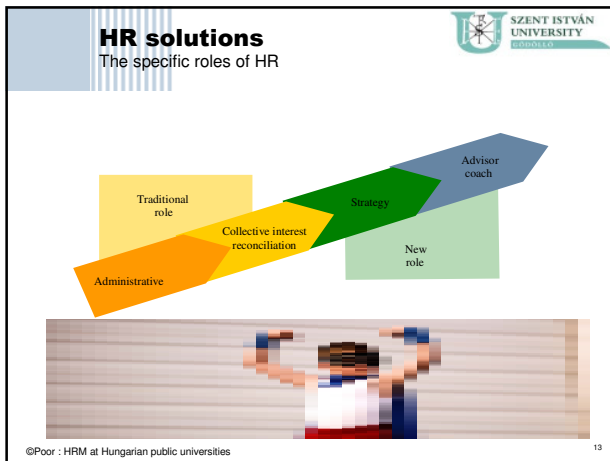 HR solutions
The specific roles of HR
SZENT ISTVÁN
UNIVERSITY
GÖDÖLLŐ
Advisor
coach
Traditional
role
Strategy
Collective interest
reconciliation
New
role
Administrative
©Poor : HRM at Hungarian public universities
13